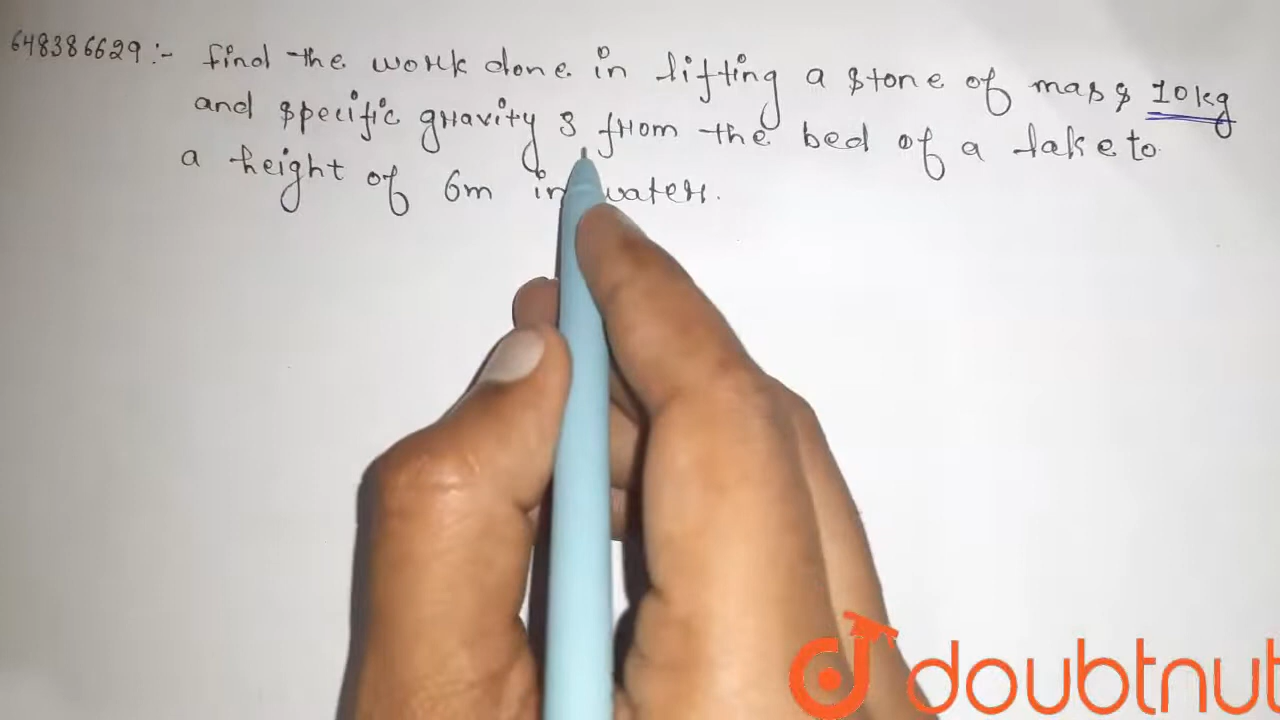 648386629:- find the work done in lifting a stone of mass 10kg
and specific gravity 3 from the bed of a lake to
a height of 6m in water.
doubtnut